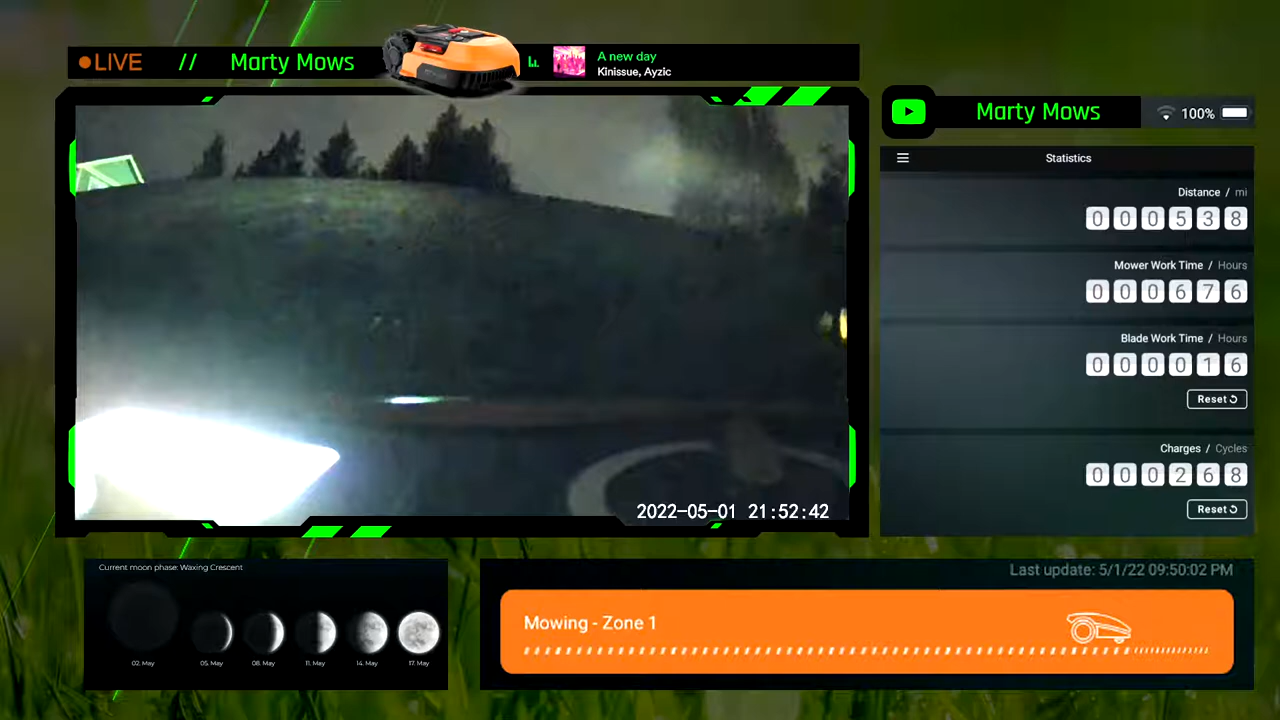 LIVE // Marty Mows
A new day
Kinissue, Ayzic
Marty Mows
100%
Statistics
Distance / mi
000538
Mower Work Time / Hours
000676
Blade Work Time / Hours
000016
Reset
Charges / Cycles
000268
Reset
2022-05-01 21:52:42
Current moon phase: Waxing Crescent
02. May 05. May 08. May 11. May 14. May 17. May
Last update: 5/1/22 09:50:02 PM
Mowing - Zone 1